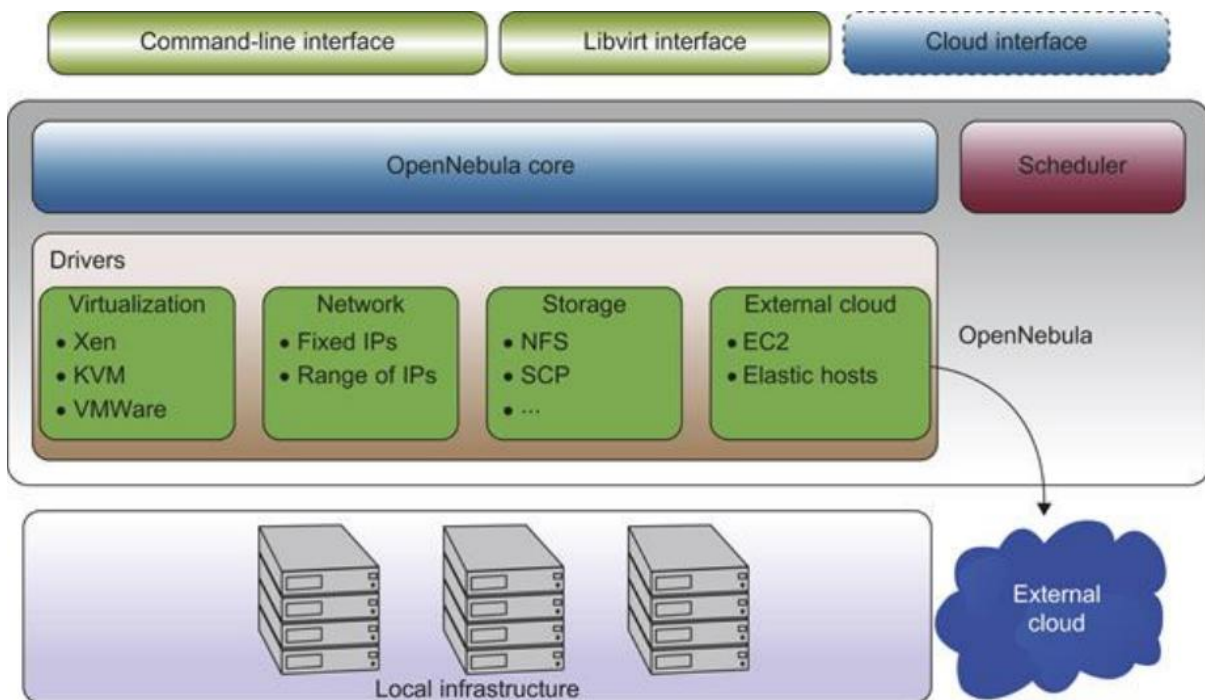 Command-line interface
Libvirt interface
Cloud interface
OpenNebula core
Scheduler
Drivers
Virtualization
• Xen
• KVM
• VMWare
Network
• Fixed IPs
• Range of IPs
Storage
• NFS
• SCP
• ...
External cloud
• EC2
• Elastic hosts
OpenNebula
Local infrastructure
External
cloud